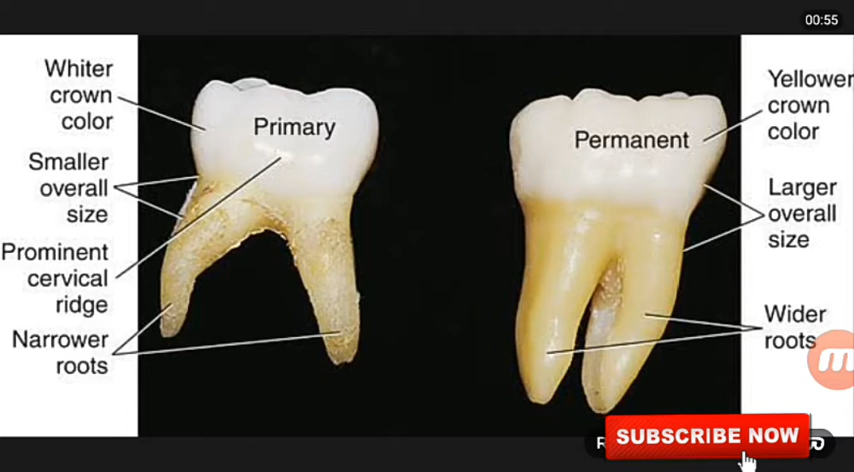 00:55
Whiter
crown
color
Smaller
overall
size
Prominent
cervical
ridge
Narrower
roots
Primary
Permanent
Yellower
crown
color
Larger
overall
size
Wider
roots
SUBSCRIBE NOW